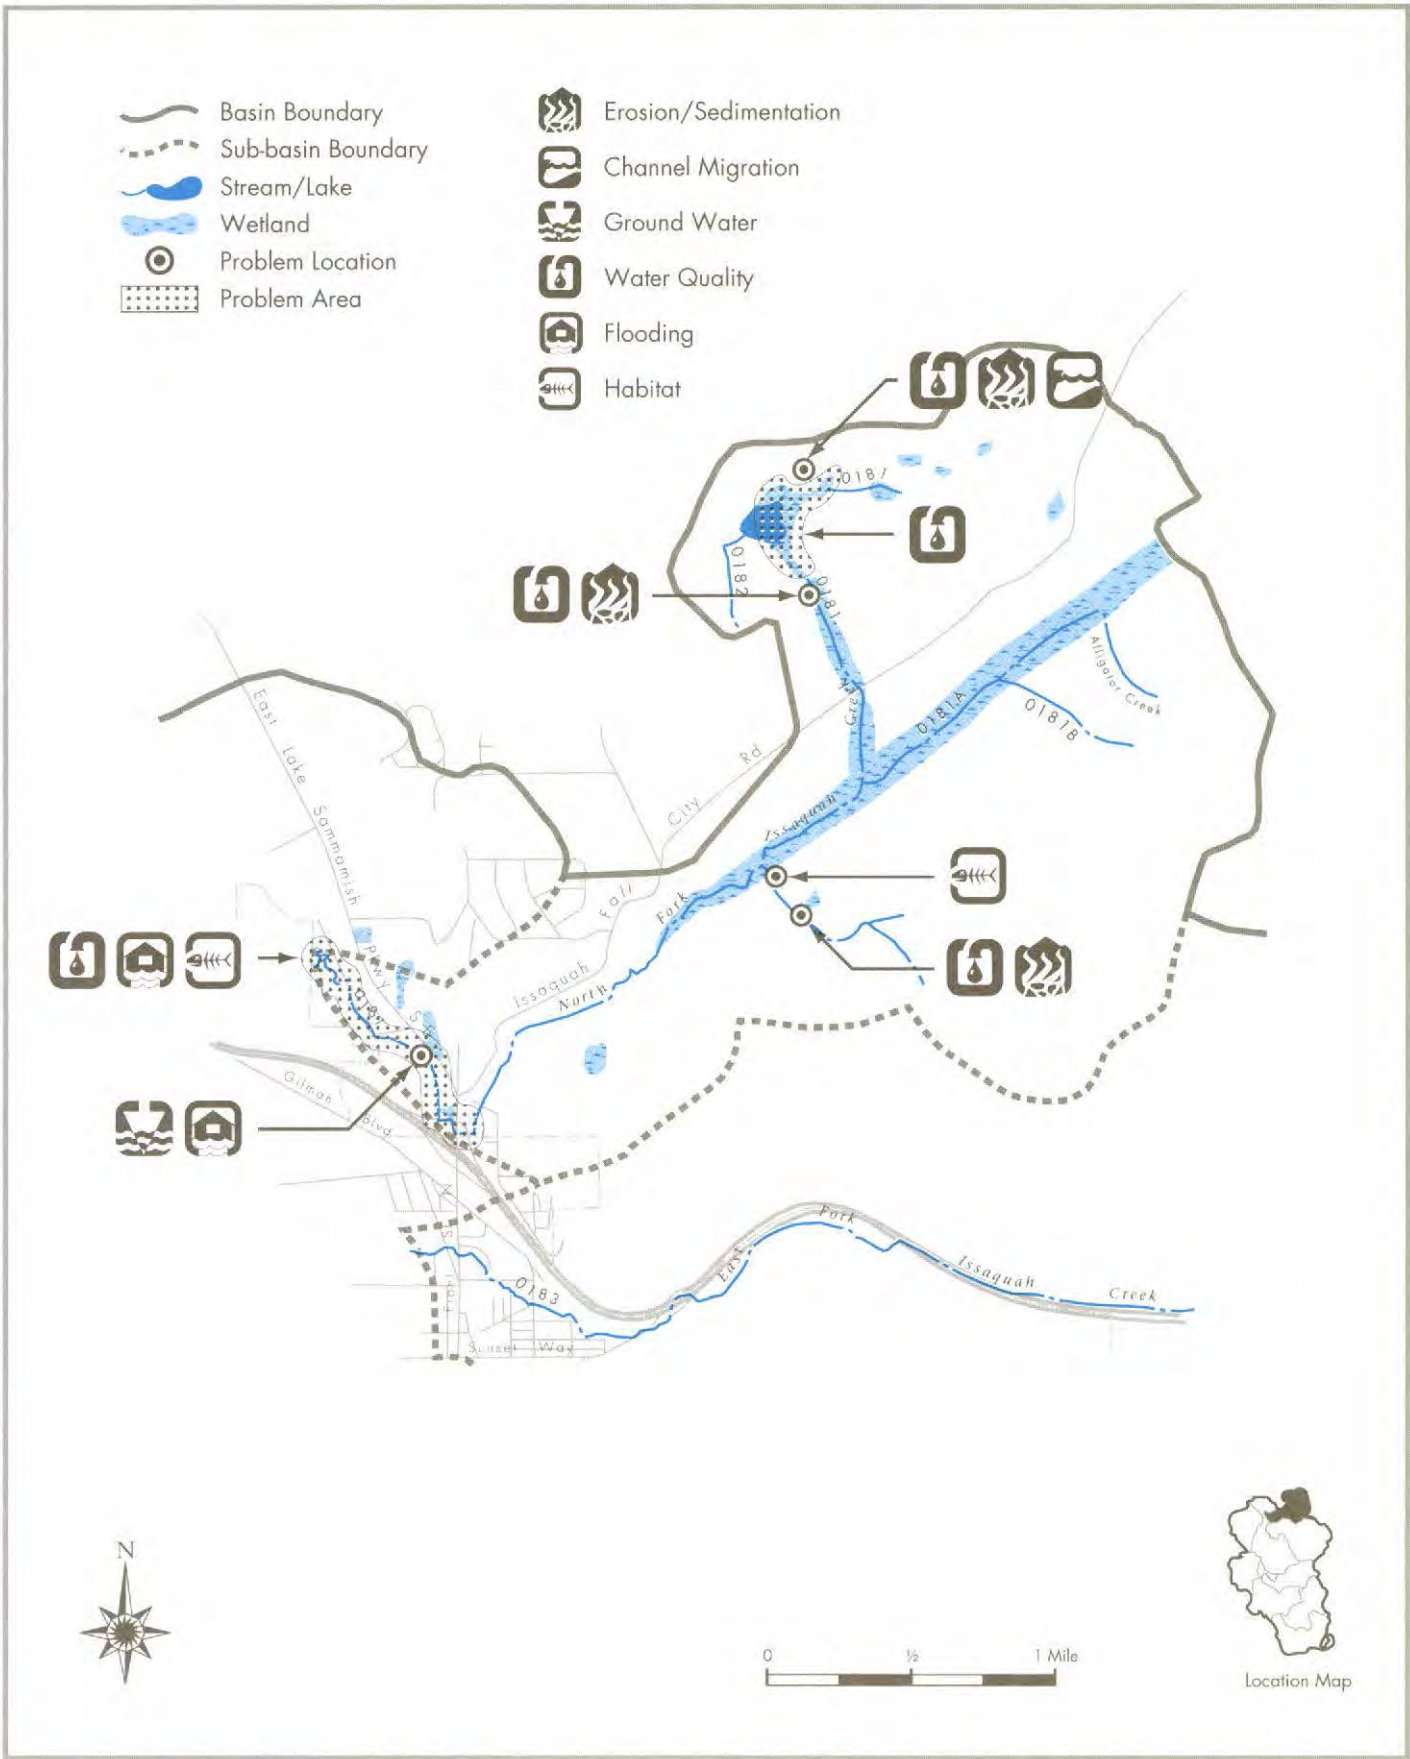 Basin Boundary
Sub-basin Boundary
Stream/Lake
Wetland
Problem Location
Problem Area
Erosion/Sedimentation
Channel Migration
Ground Water
Water Quality
Flooding
Habitat
0181
0182
0181
Creek
0181A
0181B
Alligator Creek
East Lake Sammamish Pkwy S E
Issaquah Fall City Rd
North Fork Issaquah
Gilman Blvd
0183
Sunset Way
East Fork Issaquah Creek
N
0 ½ 1 Mile
Location Map